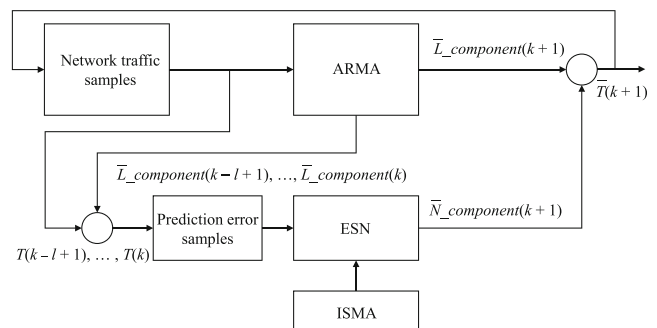 Network traffic
samples
ARMA
L̅_component(k + 1)
T̅(k + 1)
L̅_component(k – l + 1), ..., L̅_component(k)
Prediction error
samples
ESN
N̅_component(k + 1)
T(k – l + 1), ... , T(k)
ISMA